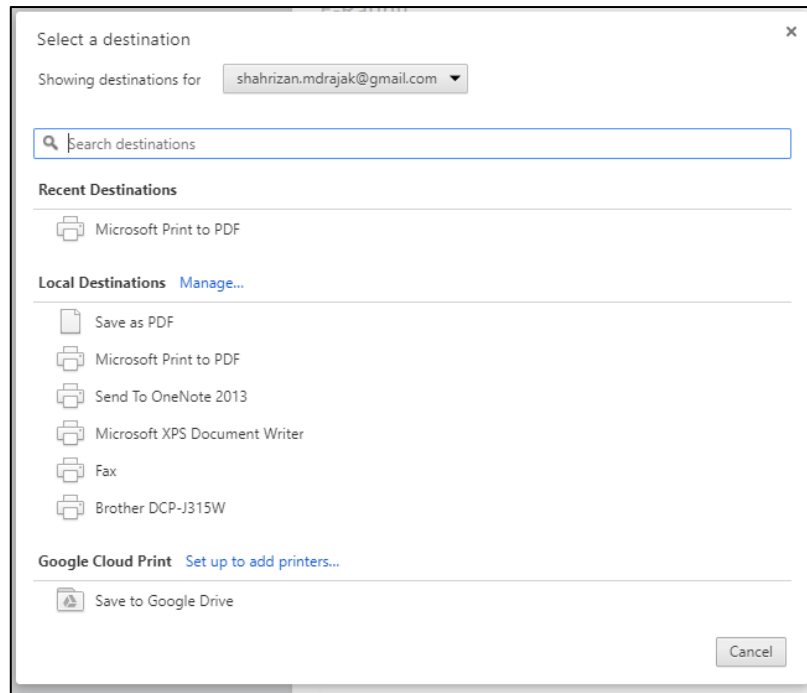 Select a destination
Showing destinations for shahrizan.mdrajak@gmail.com
Search destinations
Recent Destinations
Microsoft Print to PDF
Local Destinations Manage...
Save as PDF
Microsoft Print to PDF
Send To OneNote 2013
Microsoft XPS Document Writer
Fax
Brother DCP-J315W
Google Cloud Print Set up to add printers...
Save to Google Drive
Cancel